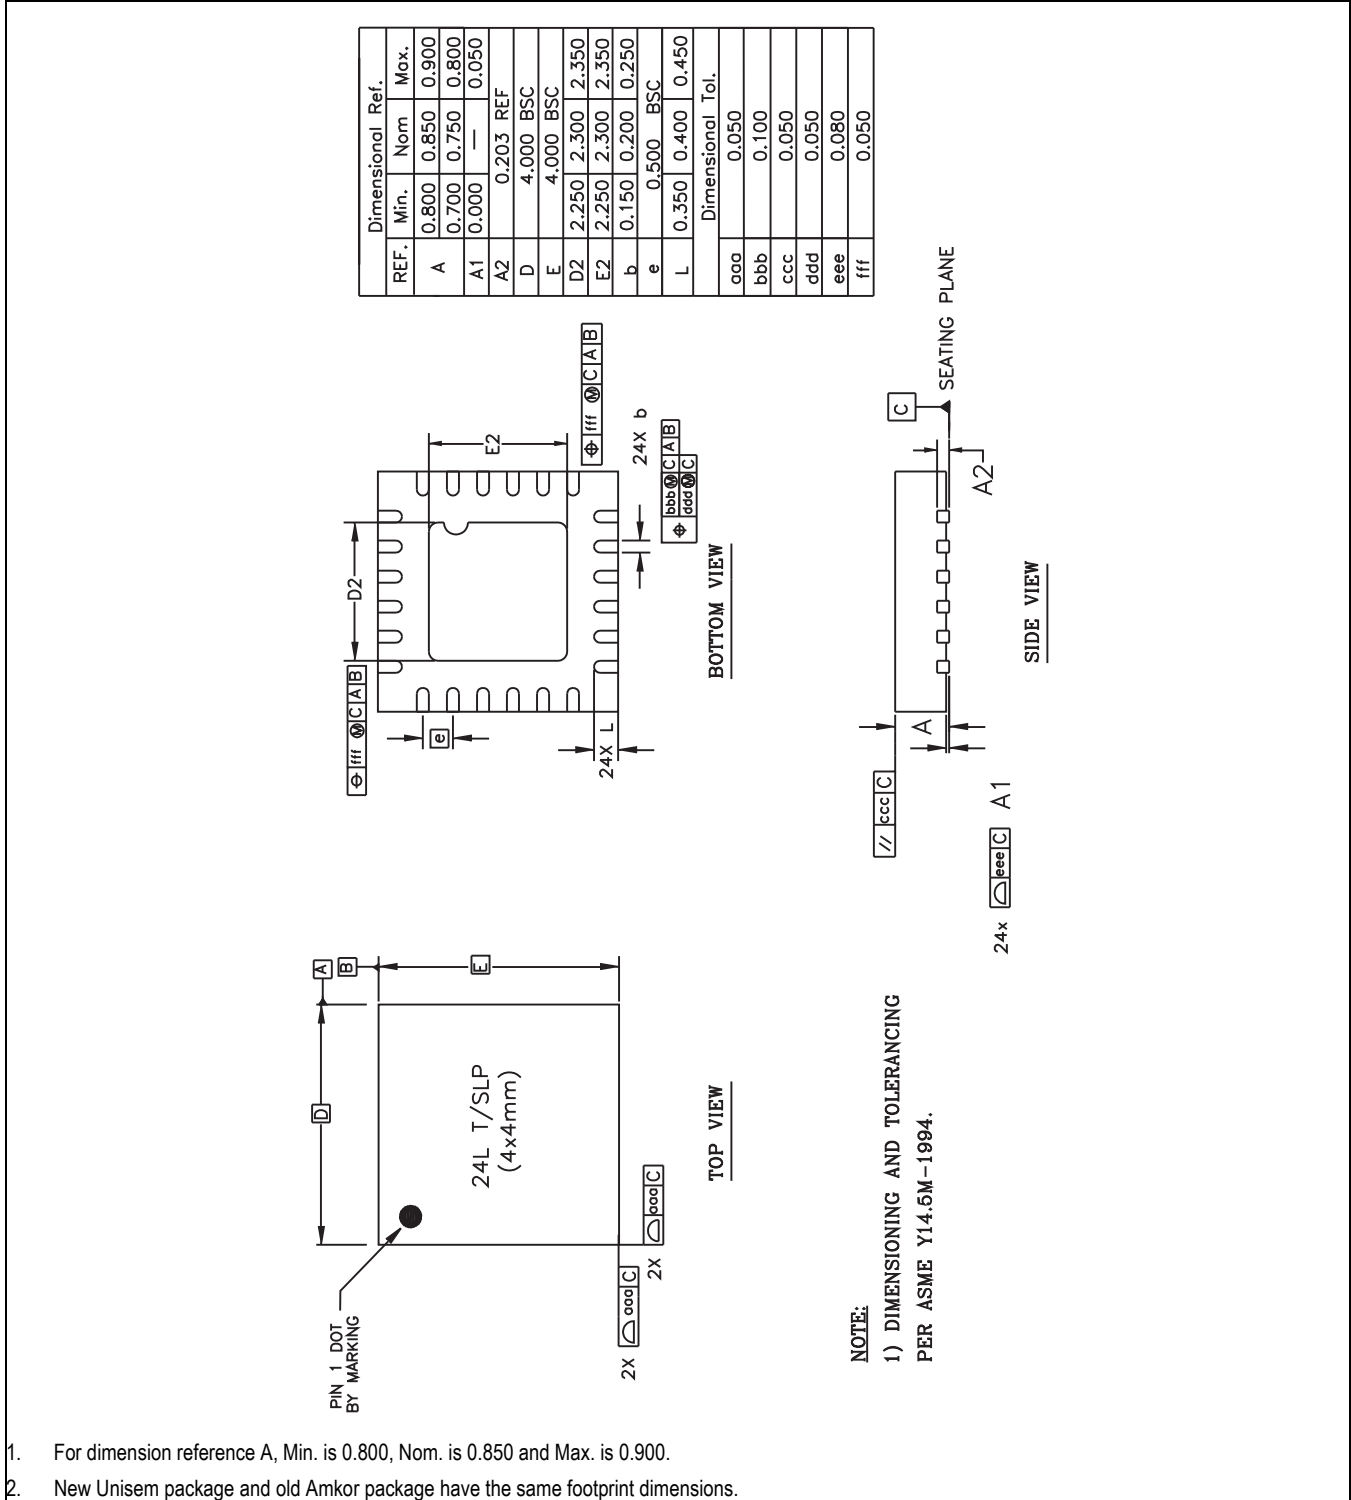 Dimensional Ref.
REF. Min. Nom Max.
A 0.800 0.850 0.900
0.700 0.750 0.800
A1 0.000 — 0.050
A2 0.203 REF
D 4.000 BSC
E 4.000 BSC
D2 2.250 2.300 2.350
E2 2.250 2.300 2.350
b 0.150 0.200 0.250
e 0.500 BSC
L 0.350 0.400 0.450
Dimensional Tol.
aaa 0.050
bbb 0.100
ccc 0.050
ddd 0.050
eee 0.080
fff 0.050
PIN 1 DOT
BY MARKING
D
A
B
E
24L T/SLP
(4x4mm)
2X aaa C
2X aaa C
TOP VIEW
fff Ⓜ C A B
D2
E2
fff Ⓜ C A B
e
24X L
24X b
bbb Ⓜ C A B
ddd Ⓜ C
BOTTOM VIEW
// ccc C
A
24x eee C A1
C
SEATING PLANE
A2
SIDE VIEW
NOTE:
1) DIMENSIONING AND TOLERANCING
PER ASME Y14.5M-1994.
1. For dimension reference A, Min. is 0.800, Nom. is 0.850 and Max. is 0.900.
2. New Unisem package and old Amkor package have the same footprint dimensions.